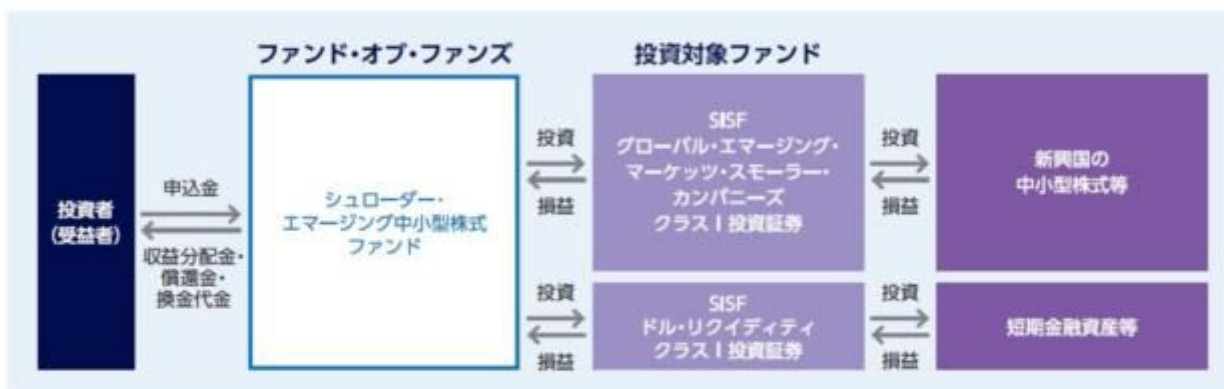 ファンド・オブ・ファンズ
投資対象ファンド
投資者
(受益者)
申込金
収益分配金・
償還金・
換金代金
シュローダー・
エマージング中小型株式
ファンド
投資
損益
SISF
グローバル・エマージング・
マーケッツ・スモーラー・
カンパニーズ
クラスI投資証券
投資
損益
新興国の
中小型株式等
投資
損益
SISF
ドル・リクイディティ
クラスI投資証券
投資
損益
短期金融資産等